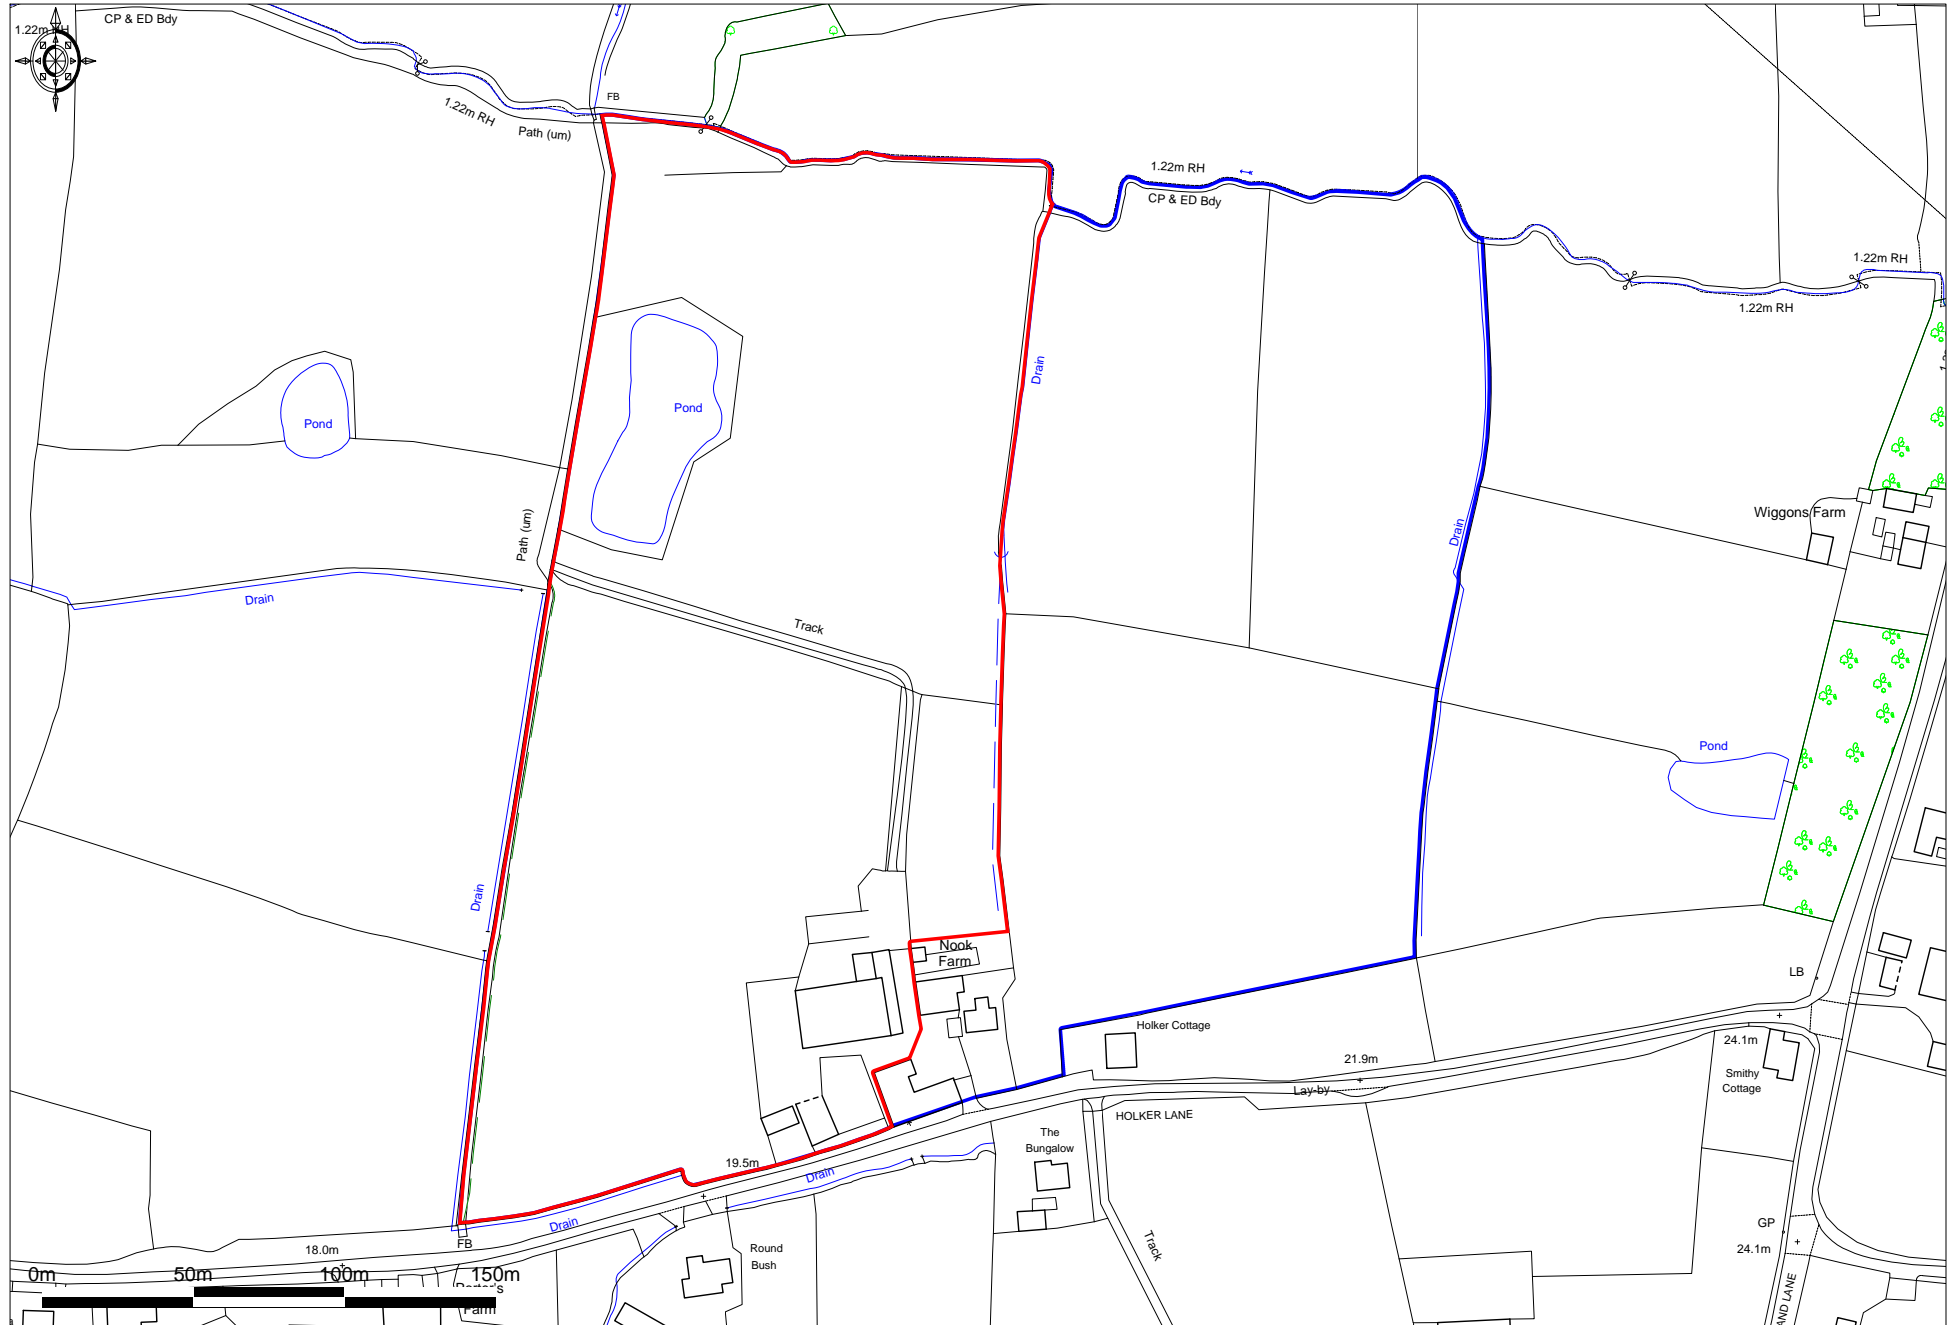 CP & ED Bdy
1.22m RH
FB
1.22m RH
Path (um)
1.22m RH
CP & ED Bdy
1.22m RH
1.22m RH
Drain
Pond
Pond
Wiggons Farm
Path (um)
Drain
Drain
Track
Pond
Drain
Nook
Farm
LB
Holker Cottage
24.1m
21.9m
Smithy
Cottage
Lay-by
HOLKER LANE
The
Bungalow
19.5m
Drain
Drain
FB
GP
24.1m
18.0m
Round
Bush
Track
0m
50m
100m
150m
Farm